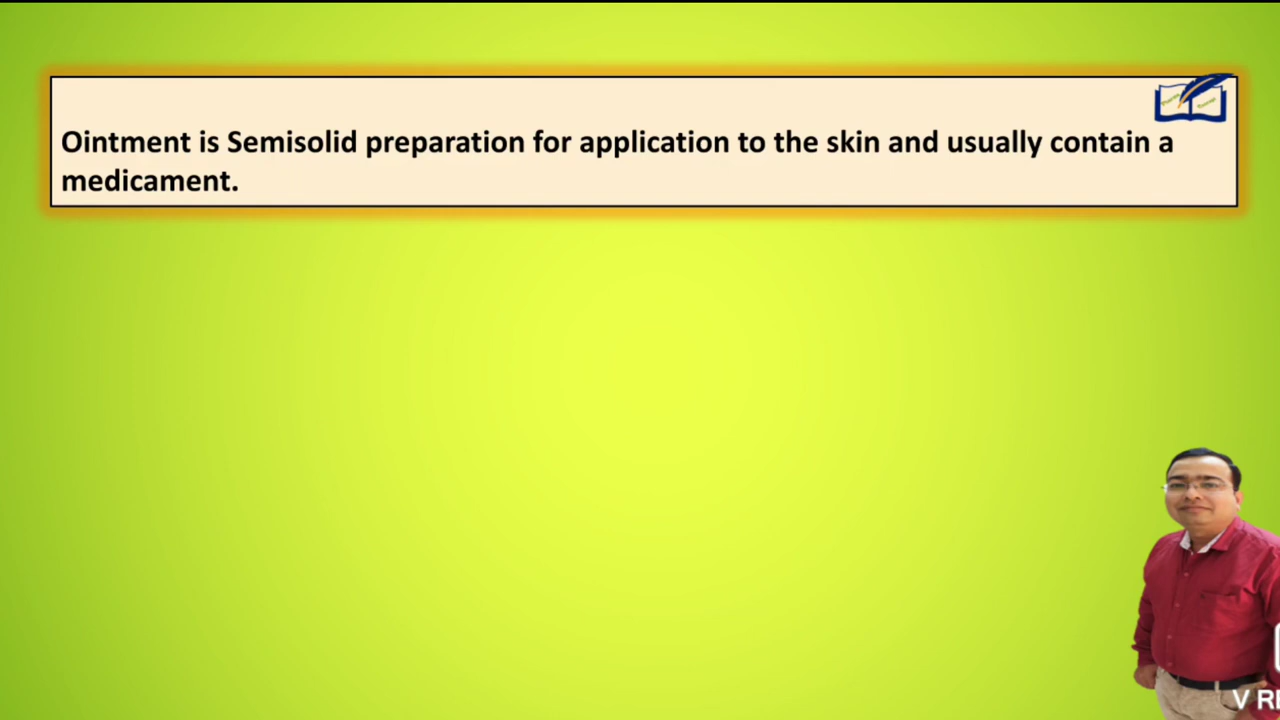 Ointment is Semisolid preparation for application to the skin and usually contain a
medicament.
V